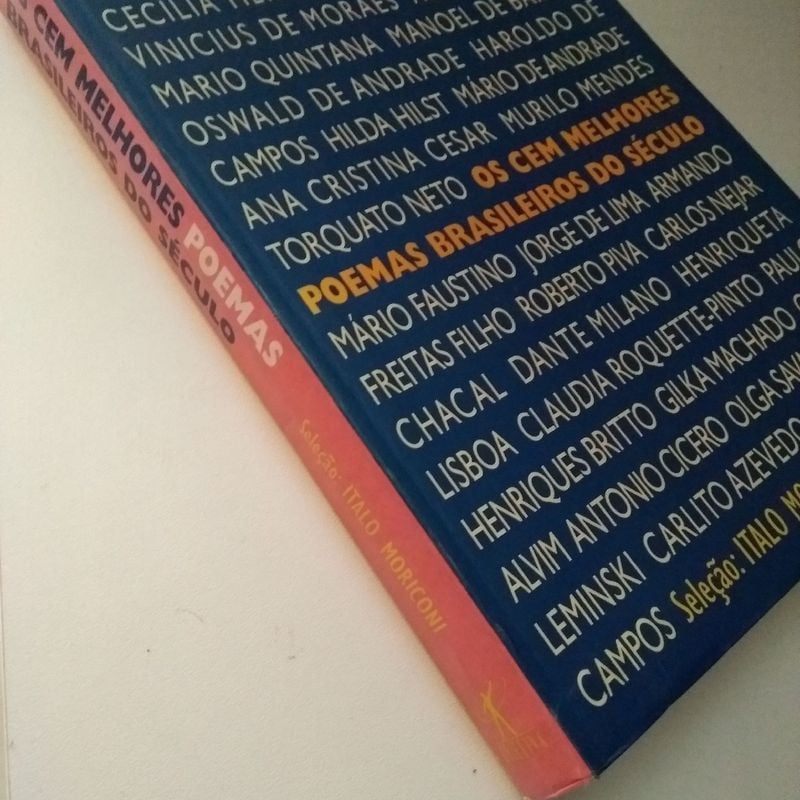 CECÍLIA
VINICIUS DE MORAES
MARIO QUINTANA MANOEL DE
OSWALD DE ANDRADE HAROLDO DE
CAMPOS HILDA HILST MÁRIO DE ANDRADE
ANA CRISTINA CESAR MURILO MENDES
TORQUATO NETO OS CEM MELHORES
POEMAS BRASILEIROS DO SÉCULO
MÁRIO FAUSTINO JORGE DE LIMA ARMANDO
FREITAS FILHO ROBERTO PIVA CARLOS NEJAR
CHACAL DANTE MILANO HENRIQUETA
LISBOA CLAUDIA ROQUETTE-PINTO
HENRIQUES BRITTO GILKA MACHADO
ALVIM ANTONIO CICERO OLGA
LEMINSKI CARLITO AZEVEDO
CAMPOS Seleção: ITALO
CEM MELHORES POEMAS
BRASILEIROS DO SÉCULO
Seleção: ITALO MORICONI